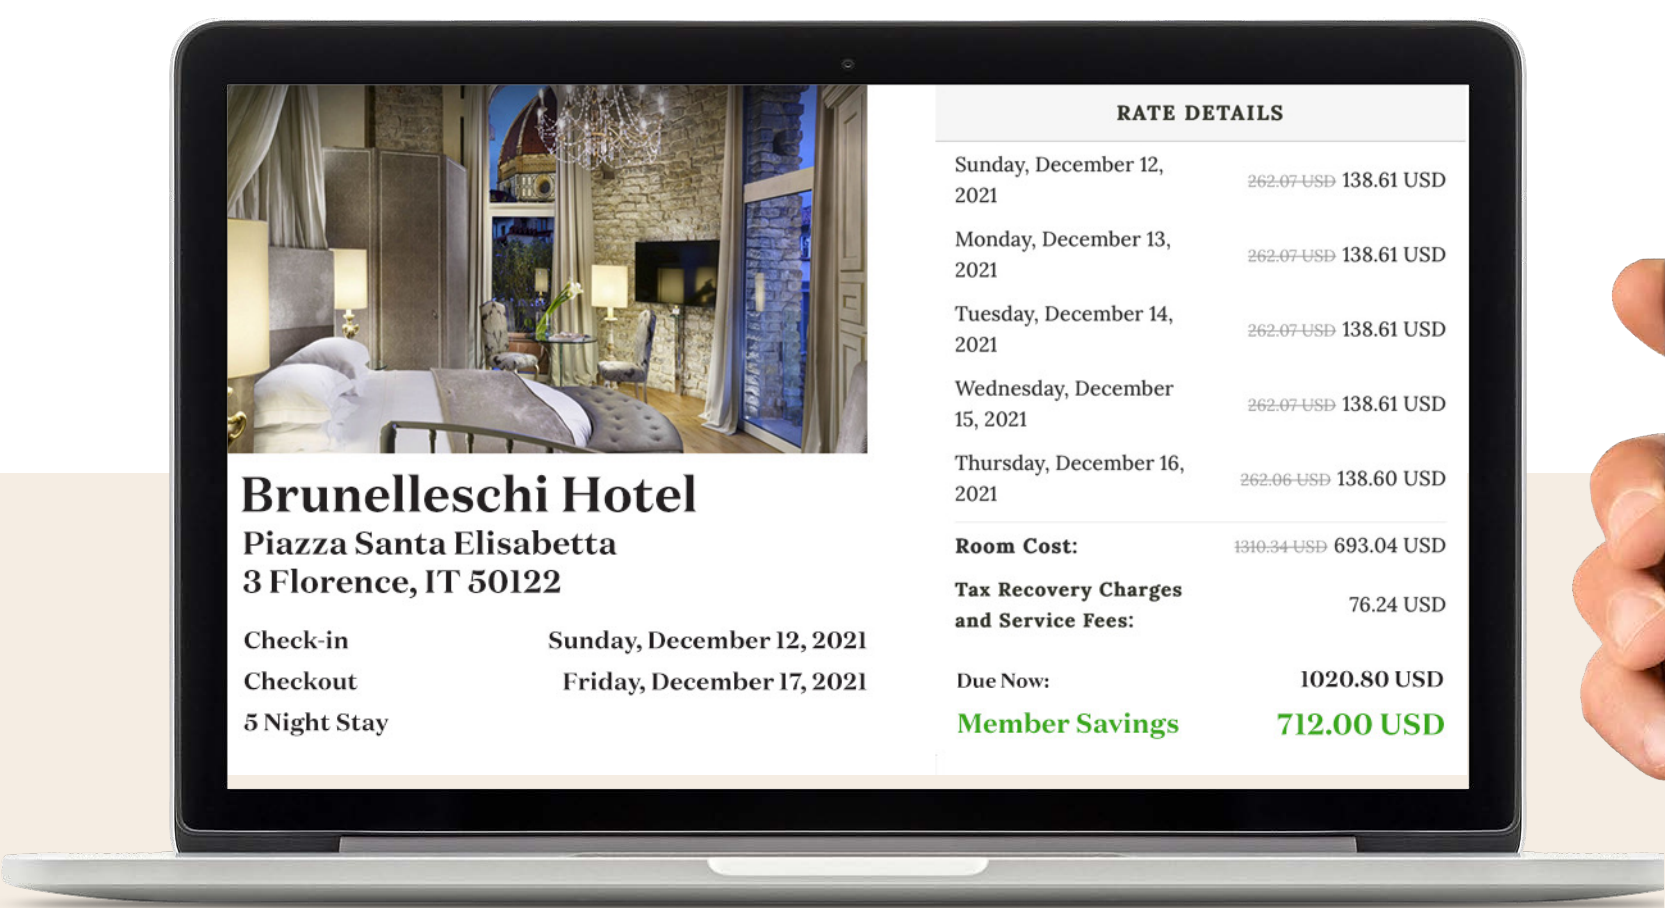 Brunelleschi Hotel
Piazza Santa Elisabetta
3 Florence, IT 50122
Check-in Sunday, December 12, 2021
Checkout Friday, December 17, 2021
5 Night Stay
RATE DETAILS
Sunday, December 12,
2021
262.07 USD 138.61 USD
Monday, December 13,
2021
262.07 USD 138.61 USD
Tuesday, December 14,
2021
262.07 USD 138.61 USD
Wednesday, December
15, 2021
262.07 USD 138.61 USD
Thursday, December 16,
2021
262.06 USD 138.60 USD
Room Cost: 1310.34 USD 693.04 USD
Tax Recovery Charges
and Service Fees:
76.24 USD
Due Now: 1020.80 USD
Member Savings 712.00 USD